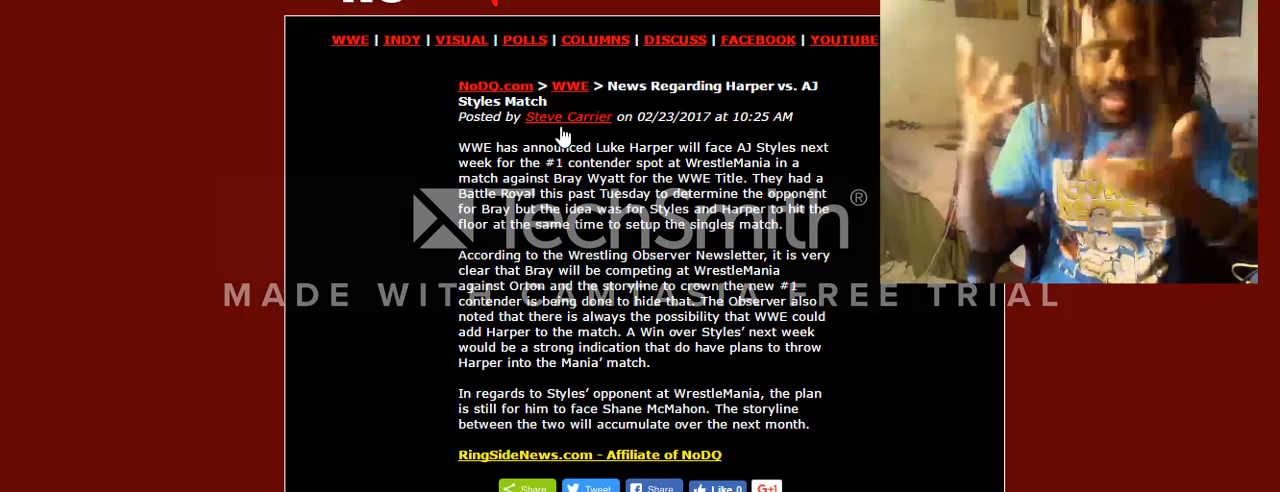 WWE | INDY | VISUAL | POLLS | COLUMNS | DISCUSS | FACEBOOK | YOUTUBE
NoDQ.com > WWE > News Regarding Harper vs. AJ
Styles Match
Posted by Steve Carrier on 02/23/2017 at 10:25 AM
WWE has announced Luke Harper will face AJ Styles next
week for the #1 contender spot at WrestleMania in a
match against Bray Wyatt for the WWE Title. They had a
Battle Royal this past Tuesday to determine the opponent
for Bray but the idea was for Styles and Harper to hit the
floor at the same time to setup the singles match.
TechSmith®
According to the Wrestling Observer Newsletter, it is very
clear that Bray will be competing at WrestleMania
against Orton and the storyline to crown the new #1
contender is being done to hide that. The Observer also
noted that there is always the possibility that WWE could
add Harper to the match. A Win over Styles’ next week
would be a strong indication that do have plans to throw
Harper into the Mania’ match.
MADE WITH CAMTASIA FREE TRIAL
In regards to Styles’ opponent at WrestleMania, the plan
is still for him to face Shane McMahon. The storyline
between the two will accumulate over the next month.
RingSideNews.com - Affiliate of NoDQ
Share Tweet Share Like 0 G+1